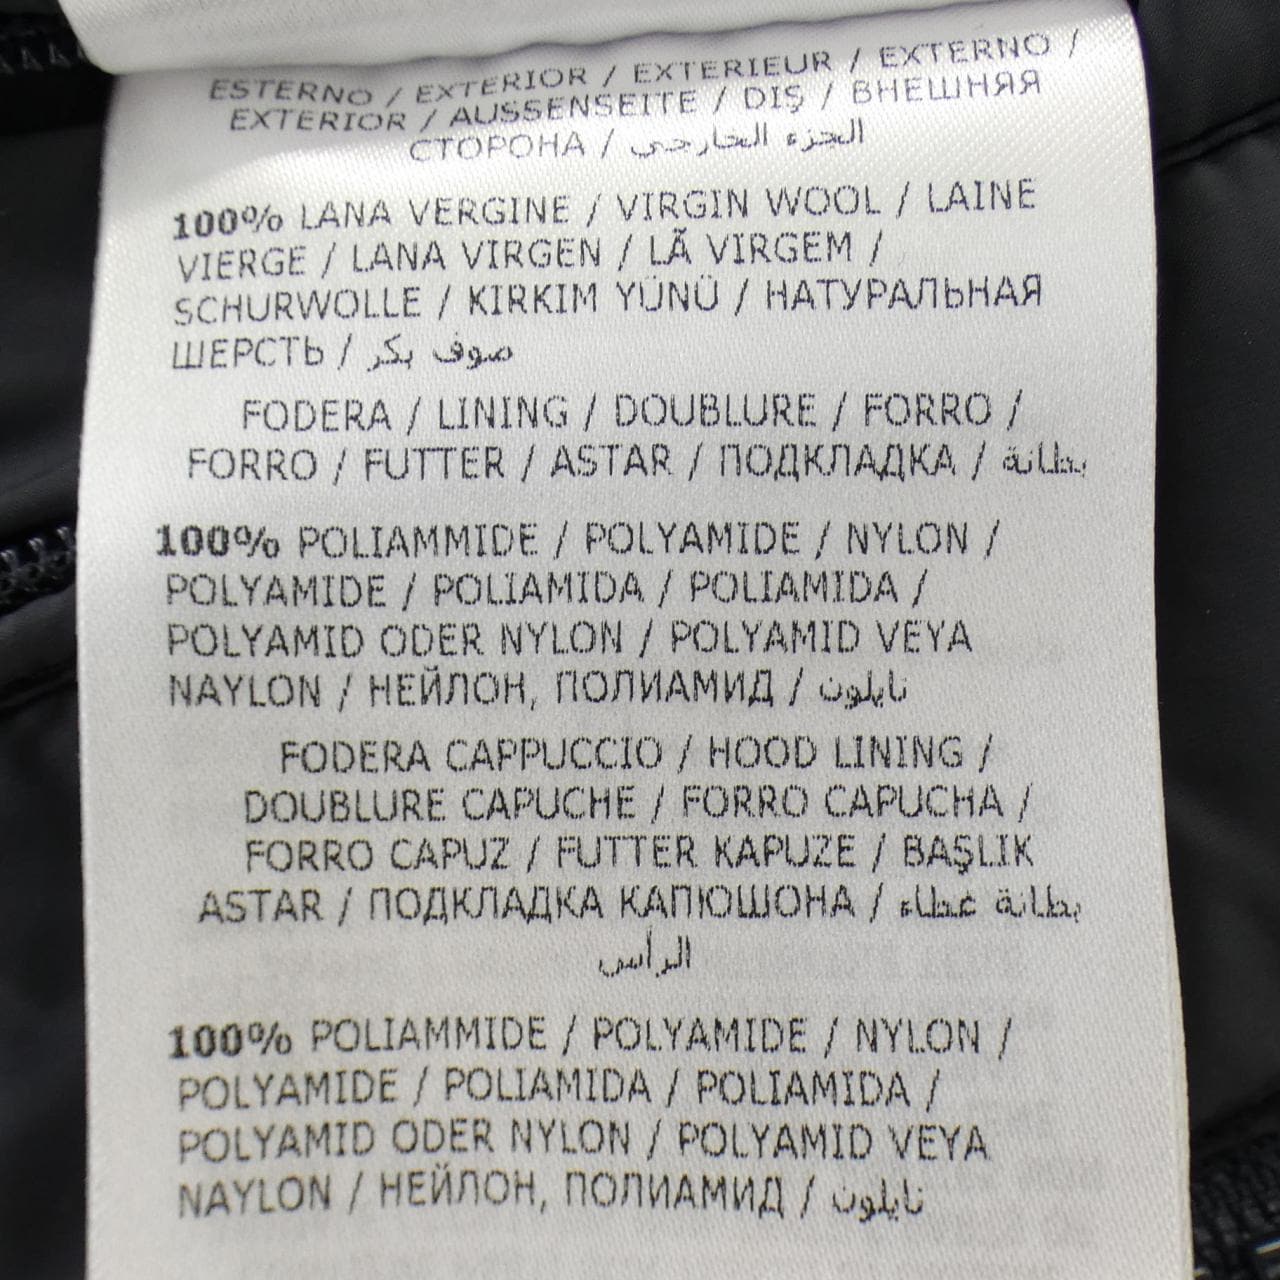 ESTERNO / EXTERIOR / EXTERIEUR / EXTERNO /
EXTERIOR / AUSSENSEITE / DIŞ / ВНЕШНЯЯ
СТОРОНА / الجزء الخارجي
100% LANA VERGINE / VIRGIN WOOL / LAINE
VIERGE / LANA VIRGEN / LÃ VIRGEM /
SCHURWOLLE / KIRKIM YÜNÜ / НАТУРАЛЬНАЯ
ШЕРСТЬ / صوف بكر
FODERA / LINING / DOUBLURE / FORRO /
FORRO / FUTTER / ASTAR / ПОДКЛАДКА / بطانة
100% POLIAMMIDE / POLYAMIDE / NYLON /
POLYAMIDE / POLIAMIDA / POLIAMIDA /
POLYAMID ODER NYLON / POLYAMID VEYA
NAYLON / НЕЙЛОН, ПОЛИАМИД / نايلون
FODERA CAPPUCCIO / HOOD LINING /
DOUBLURE CAPUCHE / FORRO CAPUCHA /
FORRO CAPUZ / FUTTER KAPUZE / BAŞLIK
ASTAR / ПОДКЛАДКА КАПЮШОНА / بطانة غطاء
الرأس
100% POLIAMMIDE / POLYAMIDE / NYLON /
POLYAMIDE / POLIAMIDA / POLIAMIDA /
POLYAMID ODER NYLON / POLYAMID VEYA
NAYLON / НЕЙЛОН, ПОЛИАМИД / نايلون